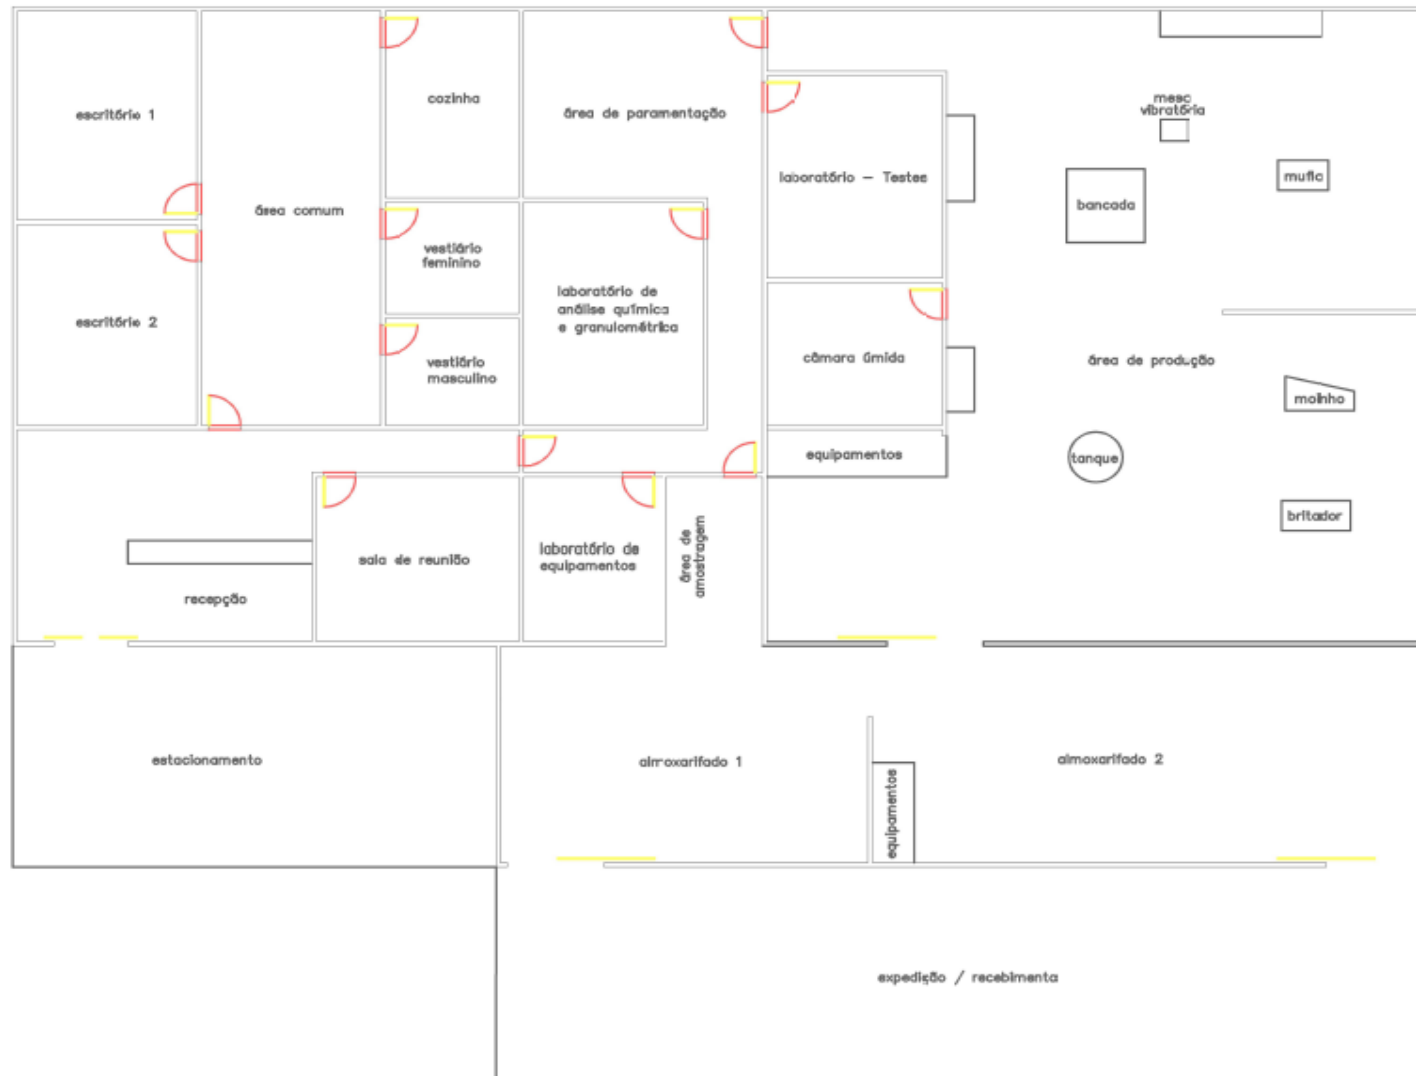 escritório 1
cozinha
área de paramentação
mesa
vibratória
laboratório – Testes
mufla
bancada
área comum
vestiário
feminino
laboratório de
análise química
e granulométrica
escritório 2
câmara úmida
área de produção
vestiário
masculino
moinho
equipamentos
tanque
britador
sala de reunião
laboratório de
equipamentos
área de
amostragem
recepção
estacionamento
almoxarifado 1
equipamentos
almoxarifado 2
expedição / recebimenta